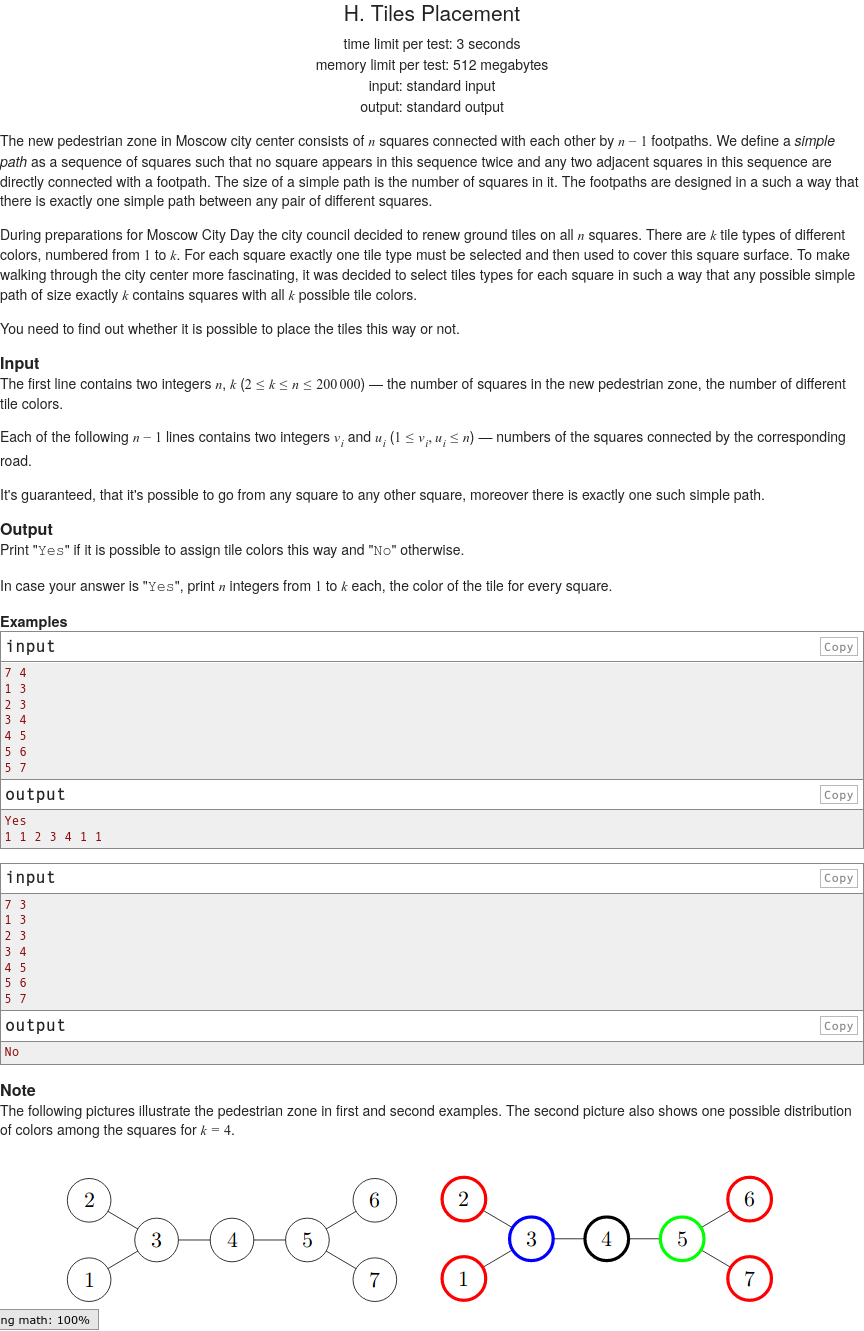 H. Tiles Placement
time limit per test: 3 seconds
memory limit per test: 512 megabytes
input: standard input
output: standard output
The new pedestrian zone in Moscow city center consists of n squares connected with each other by n − 1 footpaths. We define a simple
path as a sequence of squares such that no square appears in this sequence twice and any two adjacent squares in this sequence are
directly connected with a footpath. The size of a simple path is the number of squares in it. The footpaths are designed in a such a way that
there is exactly one simple path between any pair of different squares.
During preparations for Moscow City Day the city council decided to renew ground tiles on all n squares. There are k tile types of different
colors, numbered from 1 to k. For each square exactly one tile type must be selected and then used to cover this square surface. To make
walking through the city center more fascinating, it was decided to select tiles types for each square in such a way that any possible simple
path of size exactly k contains squares with all k possible tile colors.
You need to find out whether it is possible to place the tiles this way or not.
Input
The first line contains two integers n, k (2 ≤ k ≤ n ≤ 200 000) — the number of squares in the new pedestrian zone, the number of different
tile colors.
Each of the following n − 1 lines contains two integers v_i and u_i (1 ≤ v_i, u_i ≤ n) — numbers of the squares connected by the corresponding
road.
It's guaranteed, that it's possible to go from any square to any other square, moreover there is exactly one such simple path.
Output
Print "Yes" if it is possible to assign tile colors this way and "No" otherwise.
In case your answer is "Yes", print n integers from 1 to k each, the color of the tile for every square.
Examples
input Copy
7 4
1 3
2 3
3 4
4 5
5 6
5 7
output Copy
Yes
1 1 2 3 4 1 1
input Copy
7 3
1 3
2 3
3 4
4 5
5 6
5 7
output Copy
No
Note
The following pictures illustrate the pedestrian zone in first and second examples. The second picture also shows one possible distribution
of colors among the squares for k = 4.
2 6 2 6
3 4 5 3 4 5
1 7 1 7
ng math: 100%